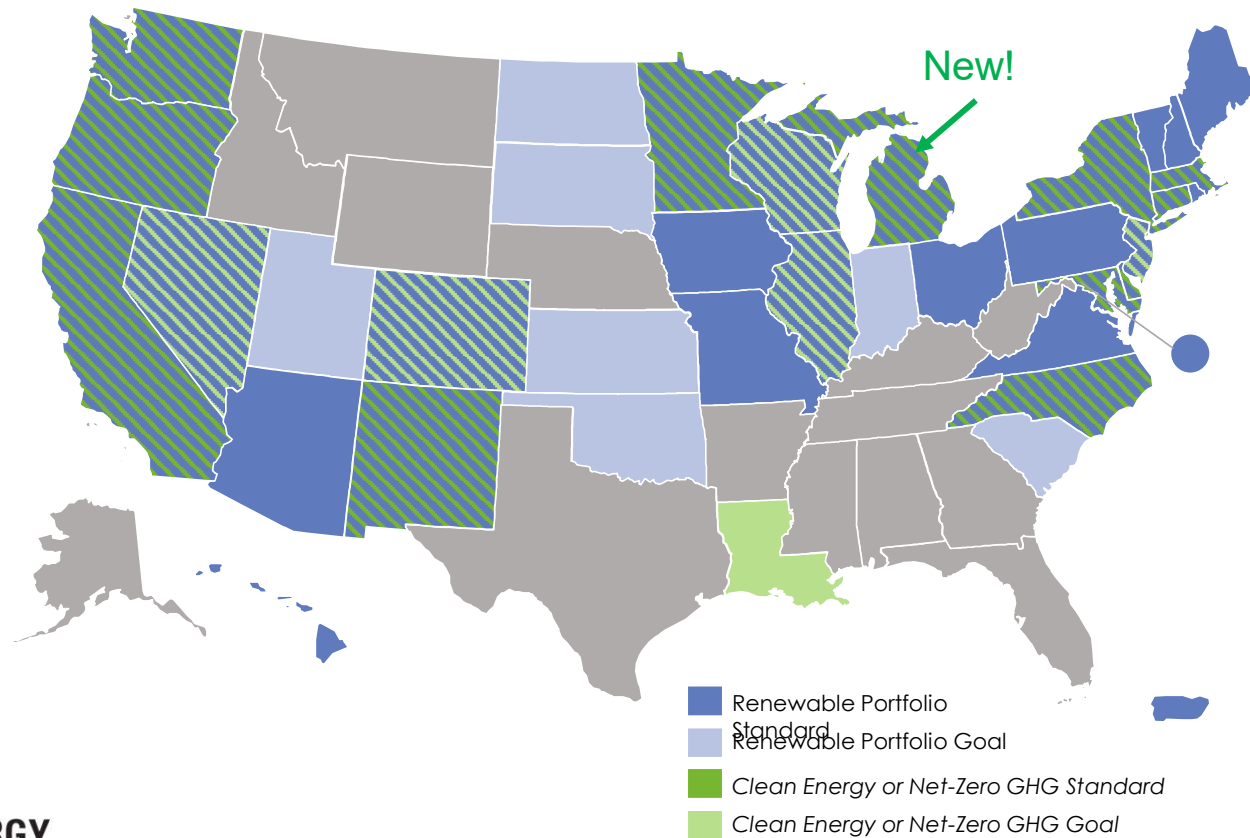 New!
Renewable Portfolio
Standard
Renewable Portfolio Goal
Clean Energy or Net-Zero GHG Standard
Clean Energy or Net-Zero GHG Goal